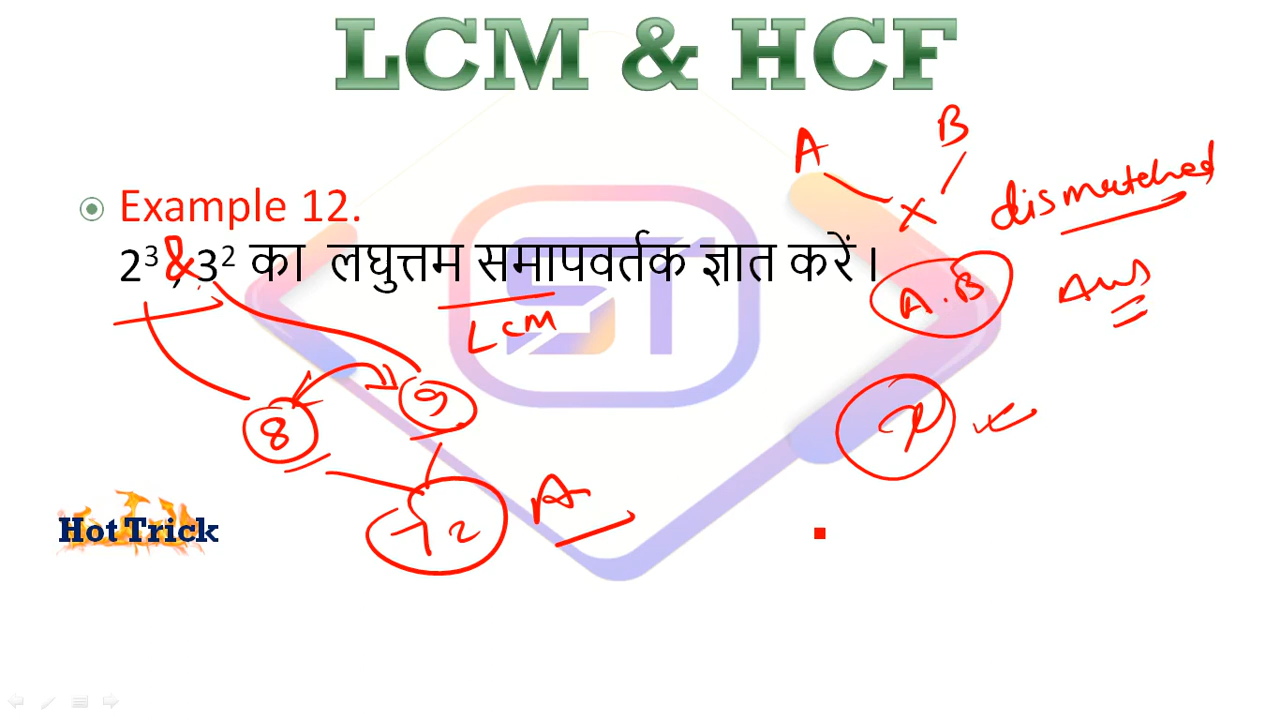 LCM & HCF
Example 12.
2³ & 3² का लघुत्तम समापवर्तक ज्ञात करें।
LCM
A B
x
dismatched
A.B Ans
8 9
72 A
x
Hot Trick
ST